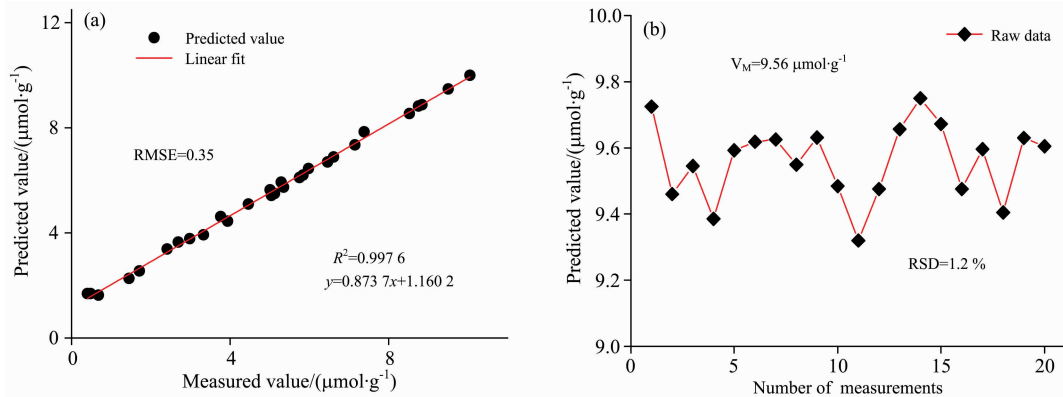 (a)
Predicted value
Linear fit
RMSE=0.35
R²=0.997 6
y=0.873 7x+1.160 2
12
8
4
0
0 4 8
Predicted value/(μmol·g⁻¹)
Measured value/(μmol·g⁻¹)
(b)
Raw data
V_M=9.56 μmol·g⁻¹
RSD=1.2 %
10.0
9.8
9.6
9.4
9.2
9.0
0 5 10 15 20
Predicted value/(μmol·g⁻¹)
Number of measurements